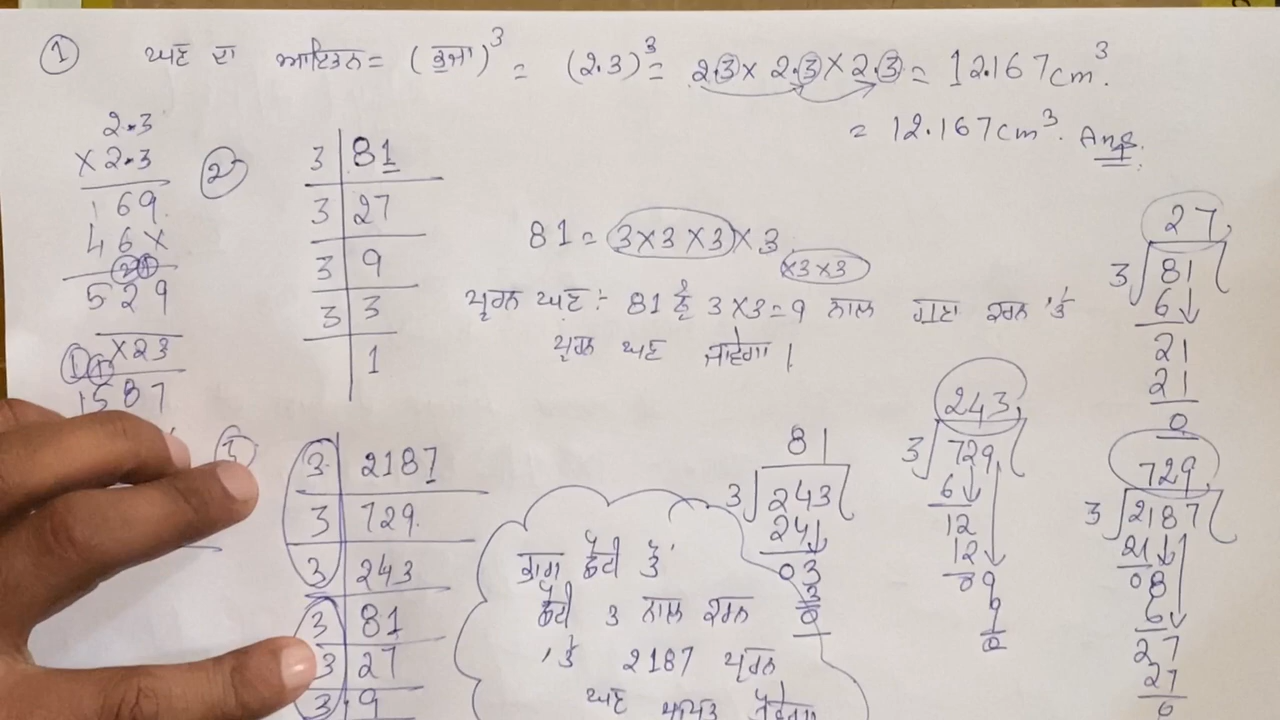 ① ਘਣ ਦਾ ਆਇਤਨ = (ਭੁਜਾ)³ = (2.3)³ = 2.3 × 2.3 × 2.3 = 12.167 cm³.
= 12.167 cm³. Ans.
2.3
× 2.3
169
46×
529
×23
1587
②
3 | 81
3 | 27
3 | 9
3 | 3
1
81 = 3×3×3×3
×3×3
ਪੂਰਨ ਘਣ :- 81 ਨੂੰ 3×3=9 ਨਾਲ ਗੁਣਾ ਕਰਨ 'ਤੇ
ਪੂਰਨ ਘਣ ਜਾਵੇਗਾ।
27
3) 81
6
21
21
0
3
3 | 2187
3 | 729
3 | 243
3 | 81
3 | 27
3 | 9
ਭਾਗ
3 ਨਾਲ ਕਰਨ
'ਤੇ 2187 ਪੂਰਨ
ਘਣ
81
3) 243
24
03
3
0
243
3) 729
6
12
12
09
9
0
729
3) 2187
21
08
6
27
27
0